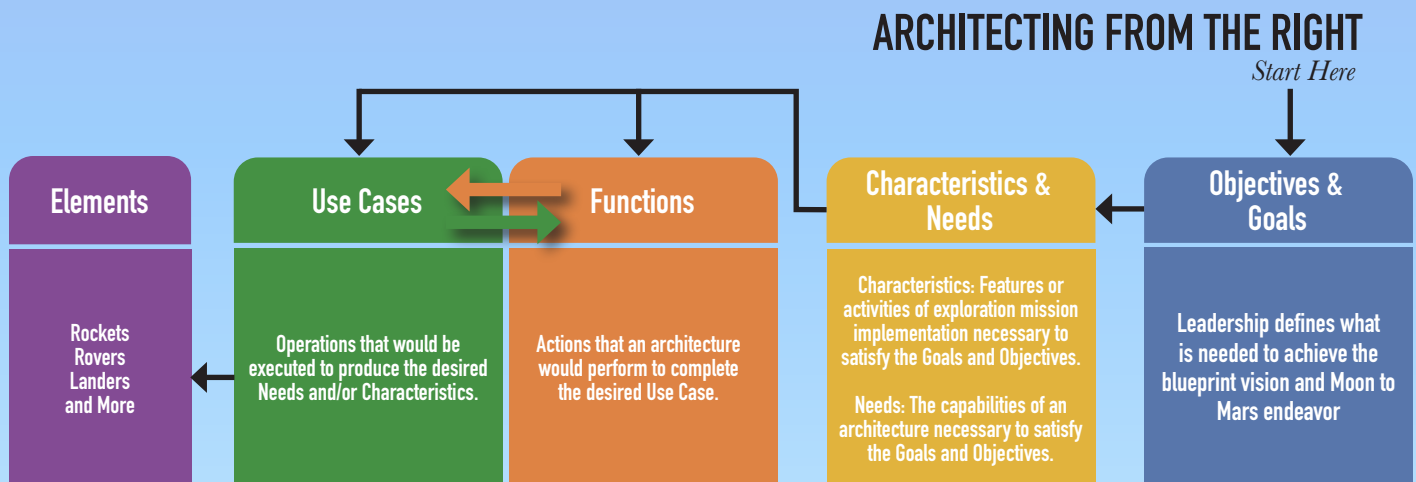 ARCHITECTING FROM THE RIGHT
Start Here
Elements
Rockets
Rovers
Landers
and More
Use Cases
Operations that would be
executed to produce the desired
Needs and/or Characteristics.
Functions
Actions that an architecture
would perform to complete
the desired Use Case.
Characteristics &
Needs
Characteristics: Features or
activities of exploration mission
implementation necessary to
satisfy the Goals and Objectives.
Needs: The capabilities of an
architecture necessary to satisfy
the Goals and Objectives.
Objectives &
Goals
Leadership defines what
is needed to achieve the
blueprint vision and Moon to
Mars endeavor